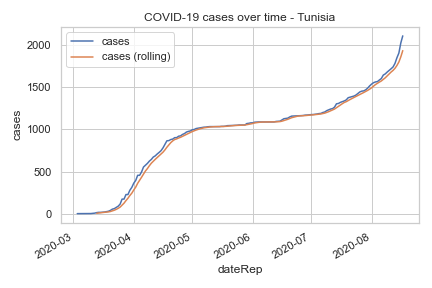 COVID-19 cases over time - Tunisia
cases
cases (rolling)
2000
1500
1000
500
0
cases
2020-03
2020-04
2020-05
2020-06
2020-07
2020-08
dateRep